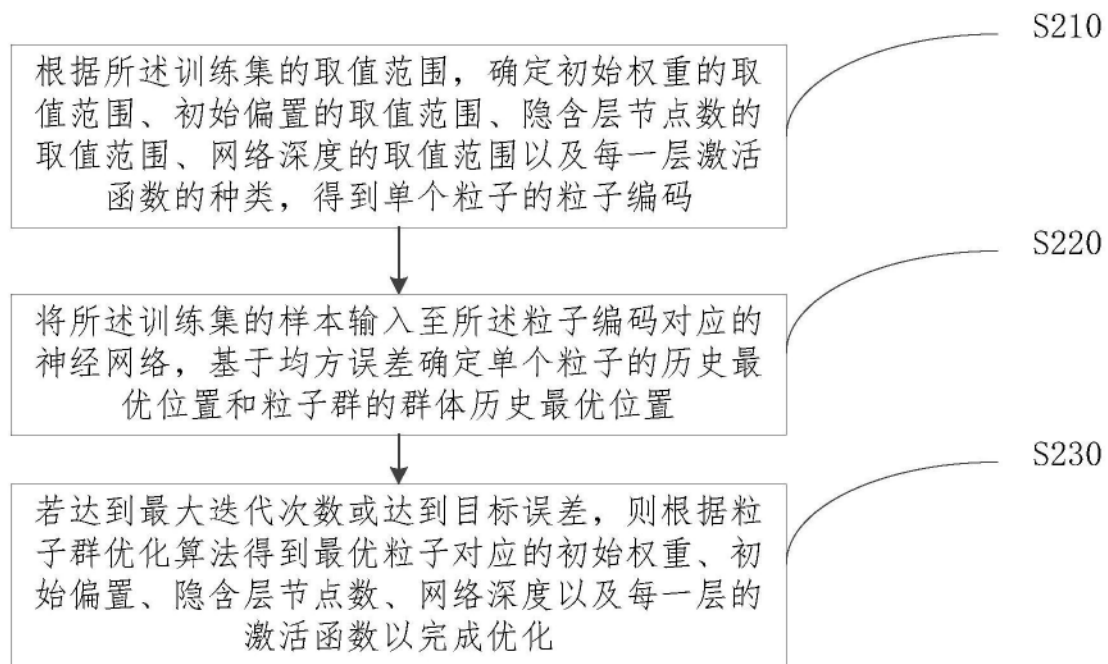 S210
根据所述训练集的取值范围，确定初始权重的取
值范围、初始偏置的取值范围、隐含层节点数的
取值范围、网络深度的取值范围以及每一层激活
函数的种类，得到单个粒子的粒子编码
S220
将所述训练集的样本输入至所述粒子编码对应的
神经网络，基于均方误差确定单个粒子的历史最
优位置和粒子群的群体历史最优位置
S230
若达到最大迭代次数或达到目标误差，则根据粒
子群优化算法得到最优粒子对应的初始权重、初
始偏置、隐含层节点数、网络深度以及每一层的
激活函数以完成优化